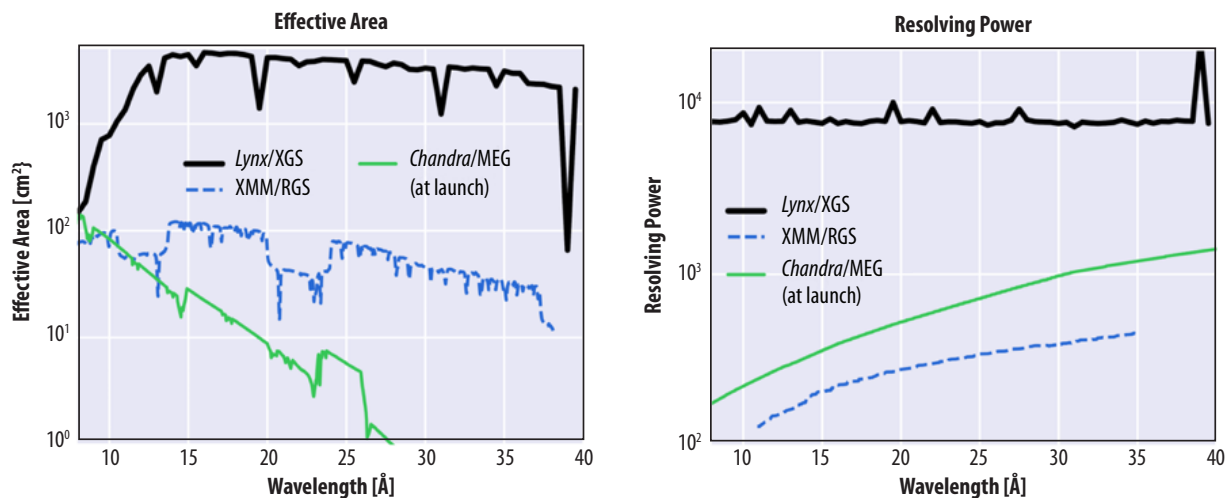 Effective Area
Effective Area [cm²}
10³
10²
10¹
10⁰
Lynx/XGS
XMM/RGS
Chandra/MEG
(at launch)
10 15 20 25 30 35 40
Wavelength [Å]
Resolving Power
Resolving Power
10⁴
10³
10²
Lynx/XGS
XMM/RGS
Chandra/MEG
(at launch)
10 15 20 25 30 35 40
Wavelength [Å]